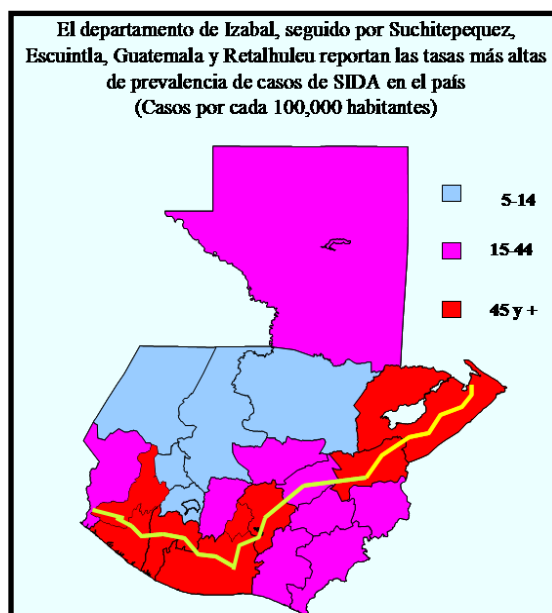 El departamento de Izabal, seguido por Suchitepequez,
Escuintla, Guatemala y Retalhuleu reportan las tasas más altas
de prevalencia de casos de SIDA en el país
(Casos por cada 100,000 habitantes)
5-14
15-44
45 y +